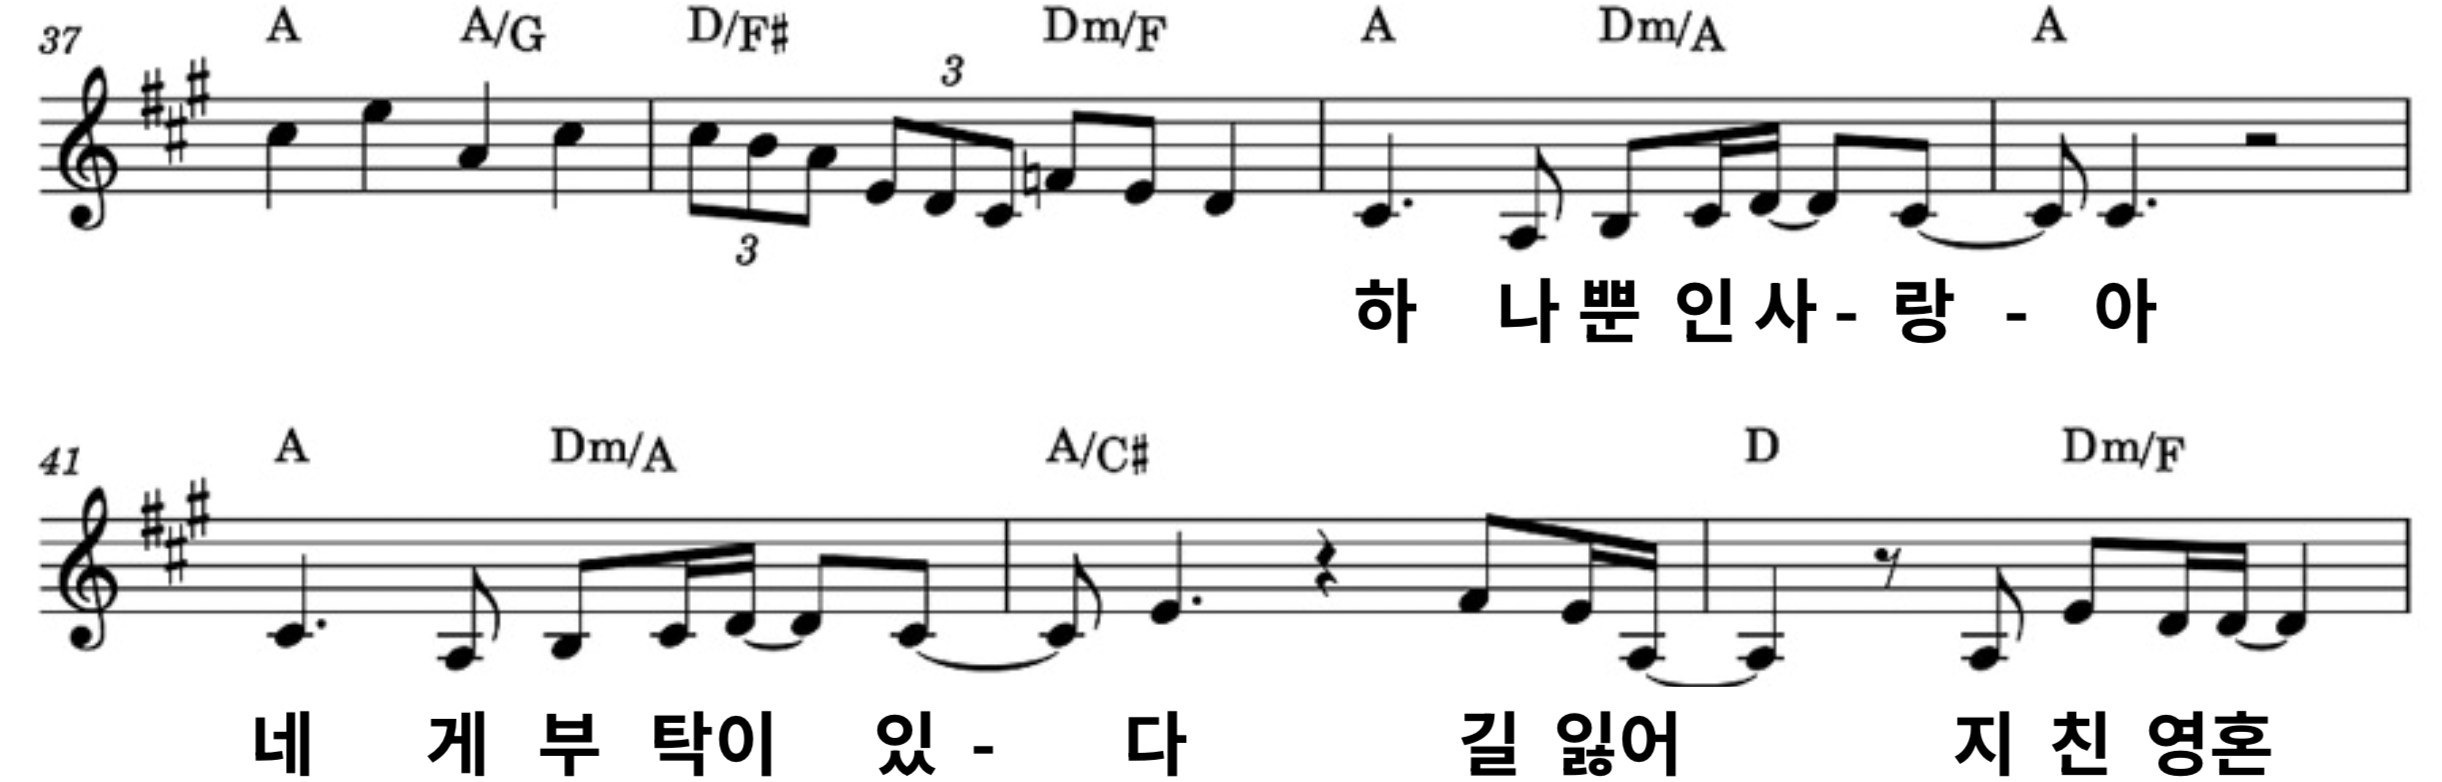 37 A A/G D/F# 3 Dm/F A Dm/A A
3
하 나 뿐 인 사 - 랑 - 아
41 A Dm/A A/C# D Dm/F
네 게 부 탁이 있 - 다 길 잃어 지 친 영혼